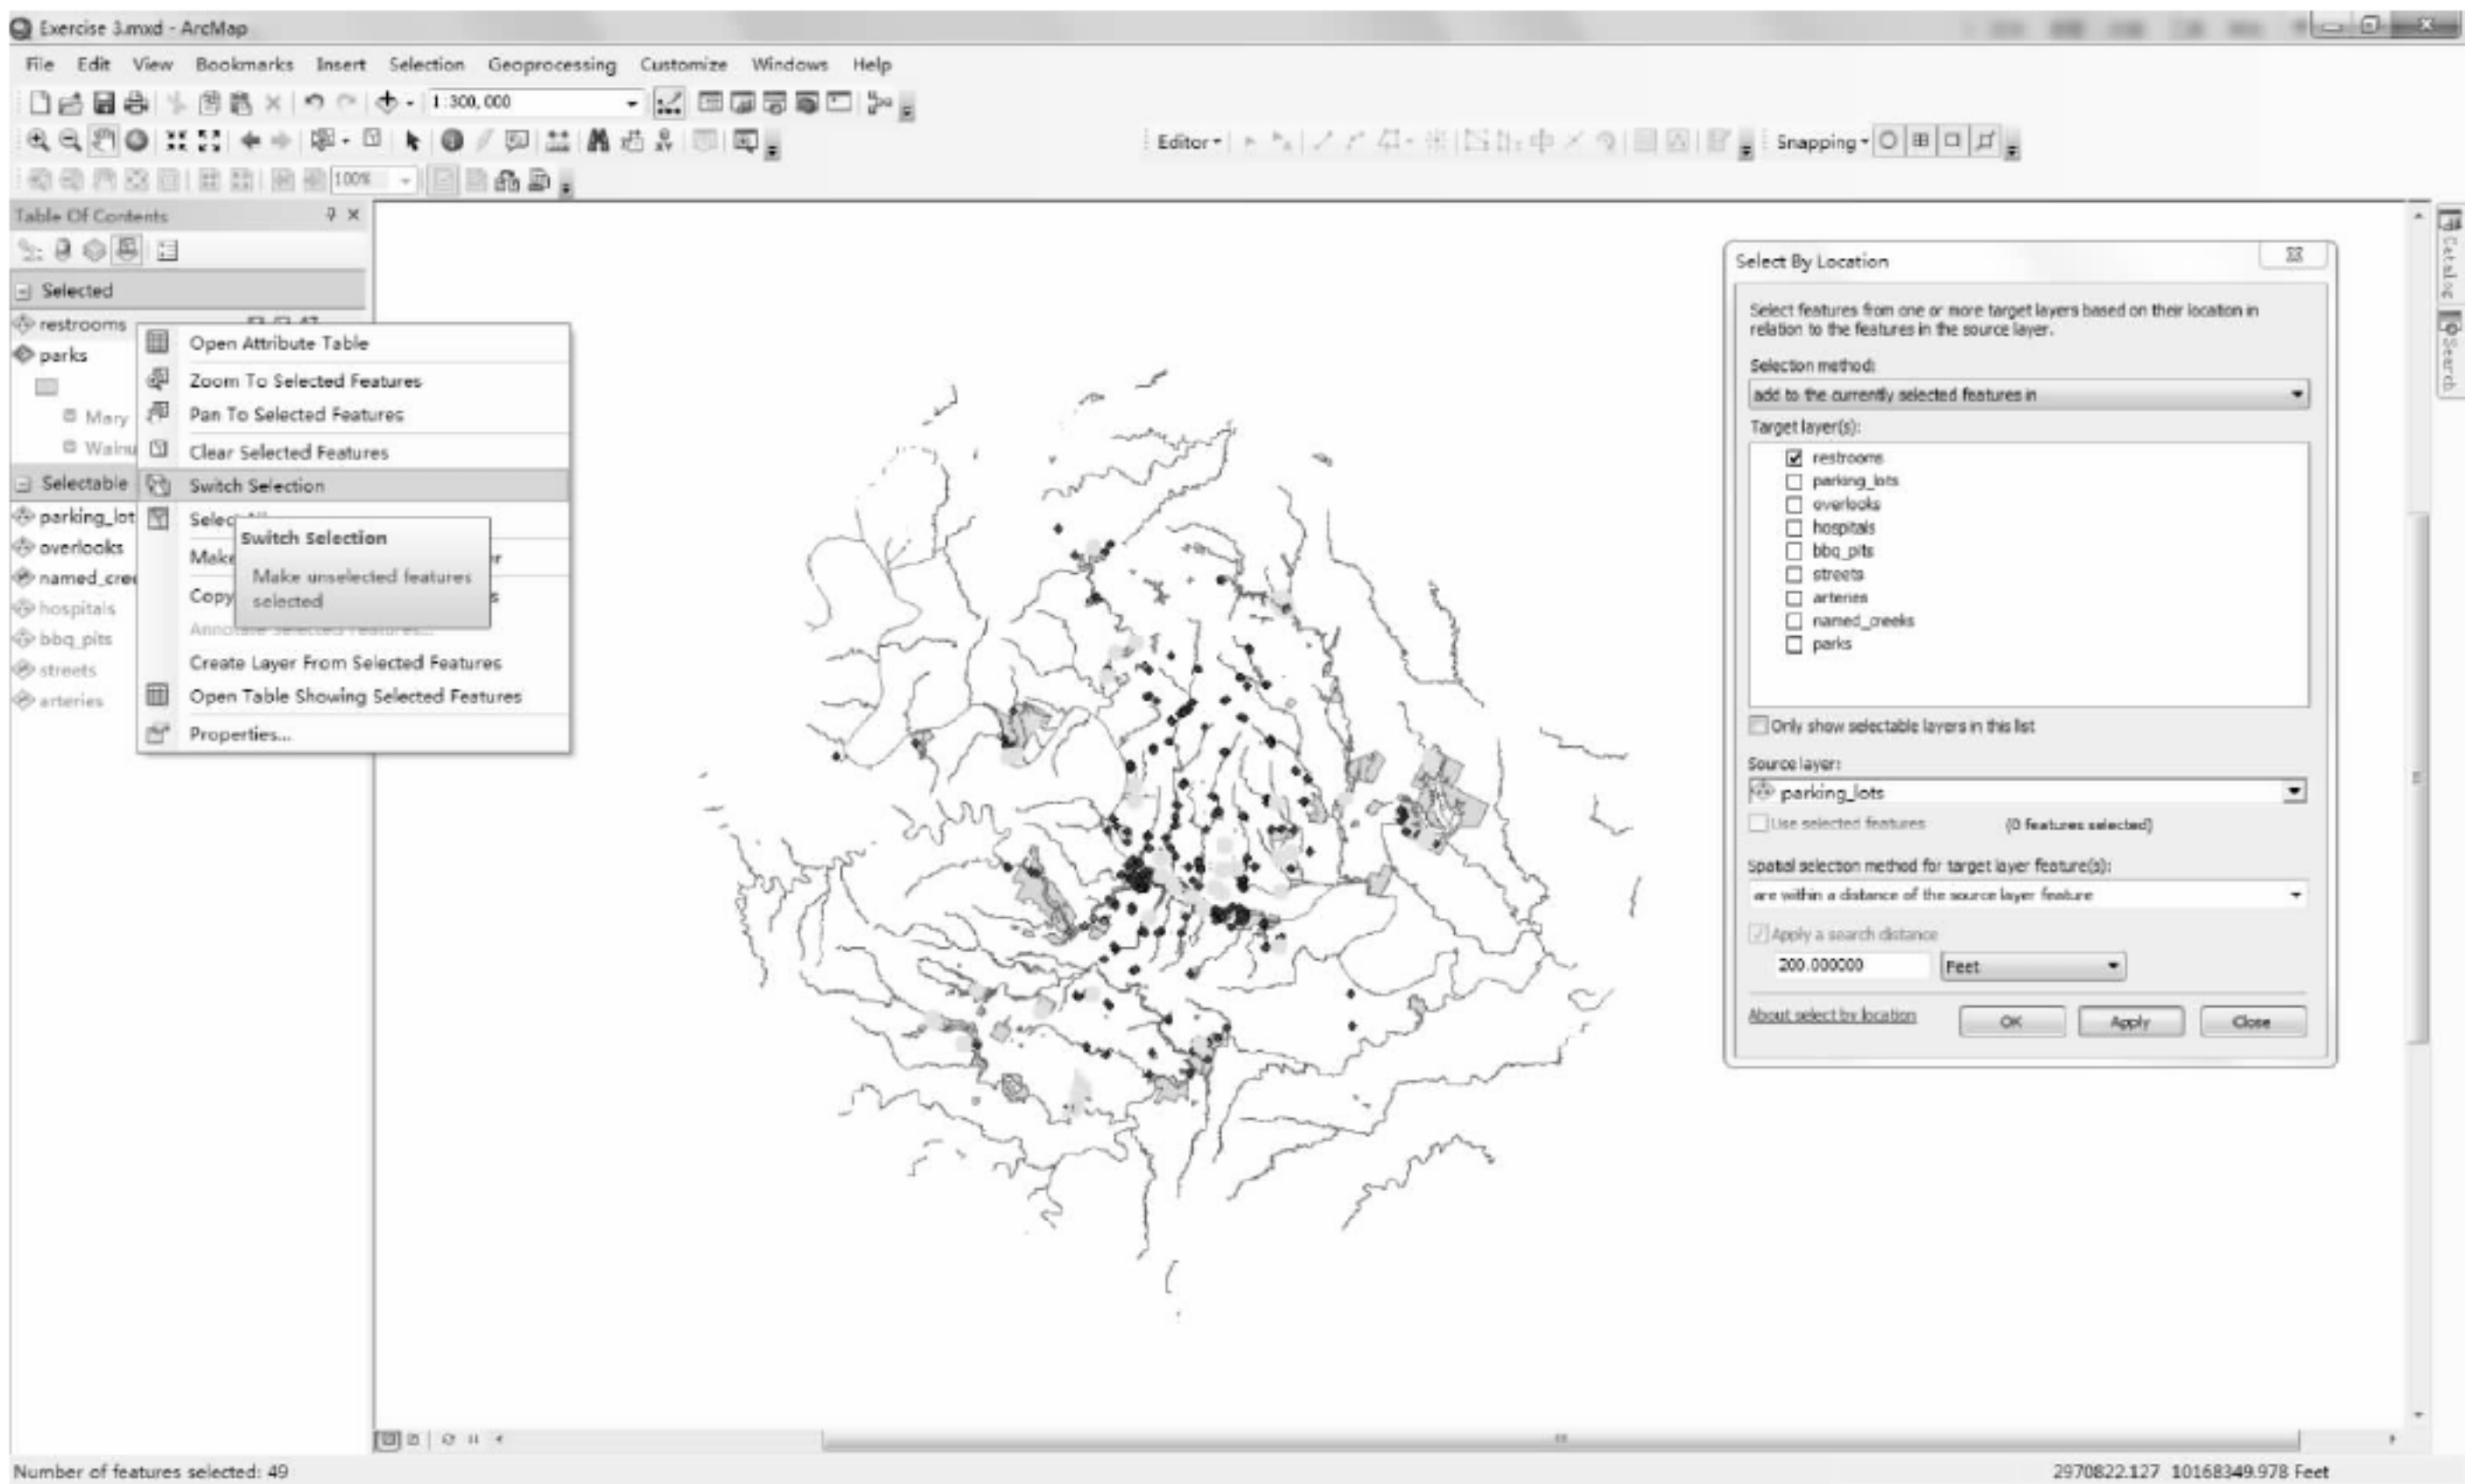 Exercise 3.mxd - ArcMap
File Edit View Bookmarks Insert Selection Geoprocessing Customize Windows Help
1:300,000
Editor Snapping
100%
Table Of Contents
Selected
restrooms
parks
Mary
Walnu
Selectable
parking_lot
overlooks
named_cree
hospitals
bbq_pits
streets
arteries
Open Attribute Table
Zoom To Selected Features
Pan To Selected Features
Clear Selected Features
Switch Selection
Select
Switch Selection
Make
Make unselected features
selected
Copy
Create Layer From Selected Features
Open Table Showing Selected Features
Properties...
Select By Location
Select features from one or more target layers based on their location in
relation to the features in the source layer.
Selection method:
add to the currently selected features in
Target layer(s):
restrooms
parking_lots
overlooks
hospitals
bbq_pits
streets
arteries
named_creeks
parks
Only show selectable layers in this list
Source layer:
parking_lots
Use selected features (0 features selected)
Spatial selection method for target layer feature(s):
are within a distance of the source layer feature
Apply a search distance
200.000000 Feet
About select by location OK Apply Close
Catalog
Search
Number of features selected: 49
2970822.127 10168349.978 Feet